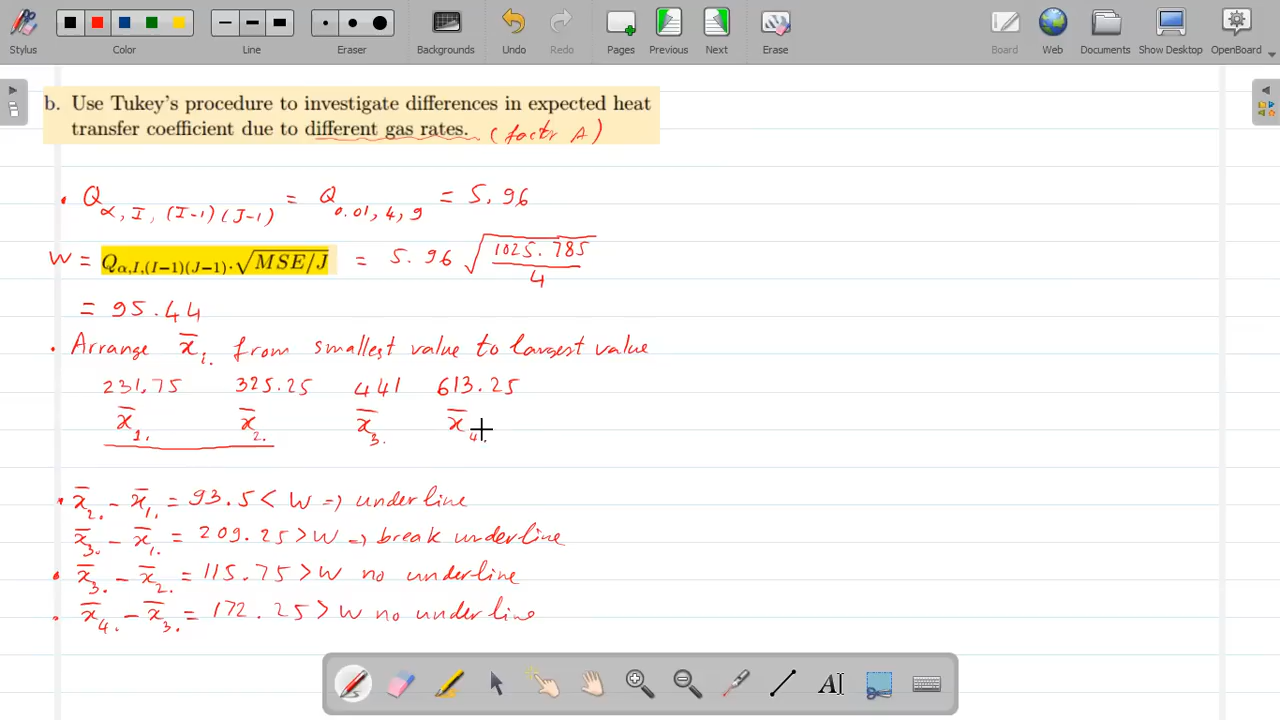 Stylus Color Line Eraser Backgrounds Undo Redo Pages Previous Next Erase Board Web Documents Show Desktop OpenBoard
b. Use Tukey's procedure to investigate differences in expected heat
transfer coefficient due to different gas rates. (factor A)
• Q α, I, (I-1)(J-1) = Q 0.01, 4, 9 = 5.96
W = Qα,I,(I−1)(J−1).√MSE/J = 5.96 √1025.785/4
= 95.44
• Arrange x̄i. from smallest value to largest value
231.75 325.25 441 613.25
x̄1. x̄2. x̄3. x̄4.
• x̄2. - x̄1. = 93.5 < W => underline
x̄3. - x̄1. = 209.25 > W => break underline
• x̄3. - x̄2. = 115.75 > W no underline
• x̄4. - x̄3. = 172.25 > W no underline